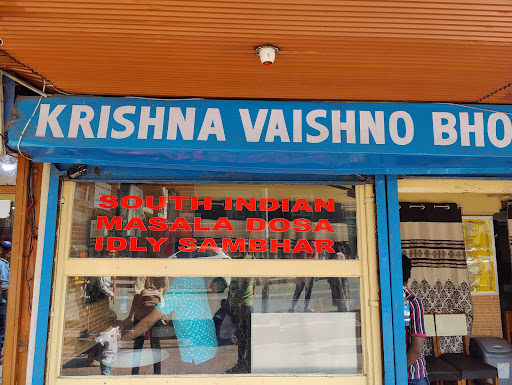 KRISHNA VAISHNO BHO
SOUTH INDIAN
MASALA DOSA
IDLY SAMBHAR